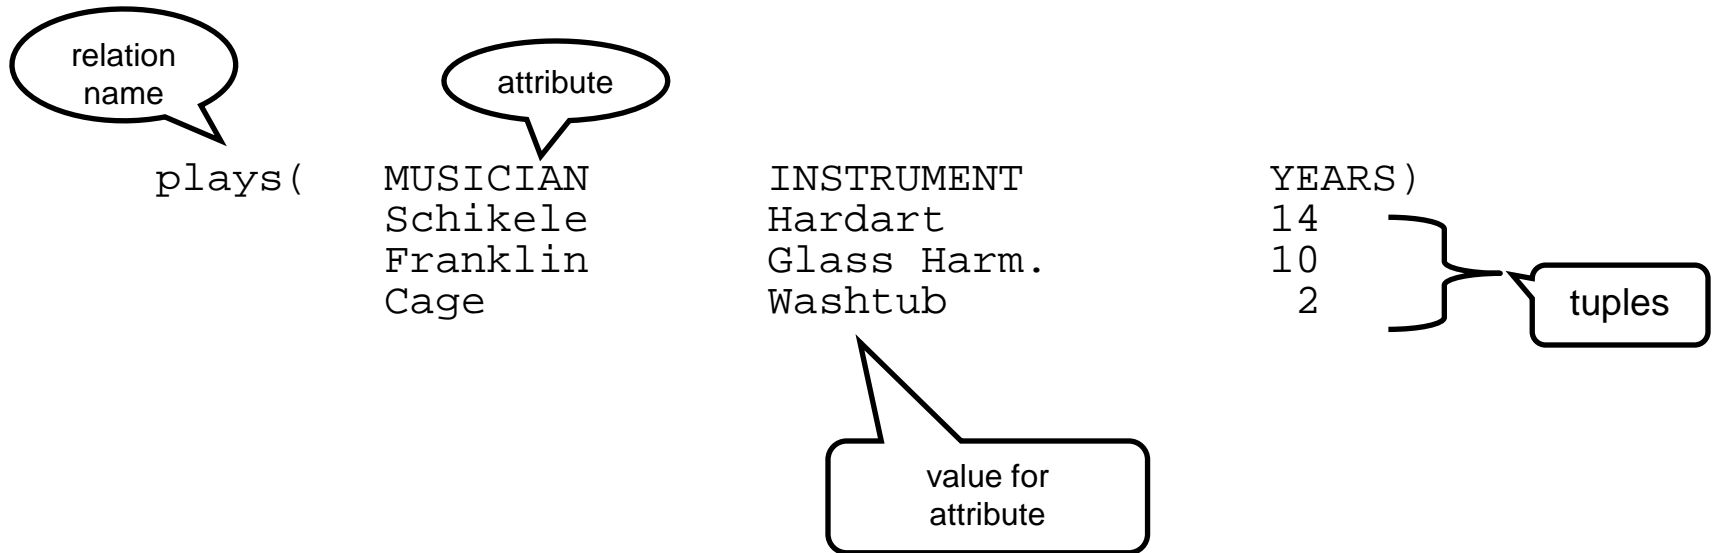 relation
name
attribute
plays( MUSICIAN INSTRUMENT YEARS)
Schikele Hardart 14
Franklin Glass Harm. 10
Cage Washtub 2
tuples
value for
attribute